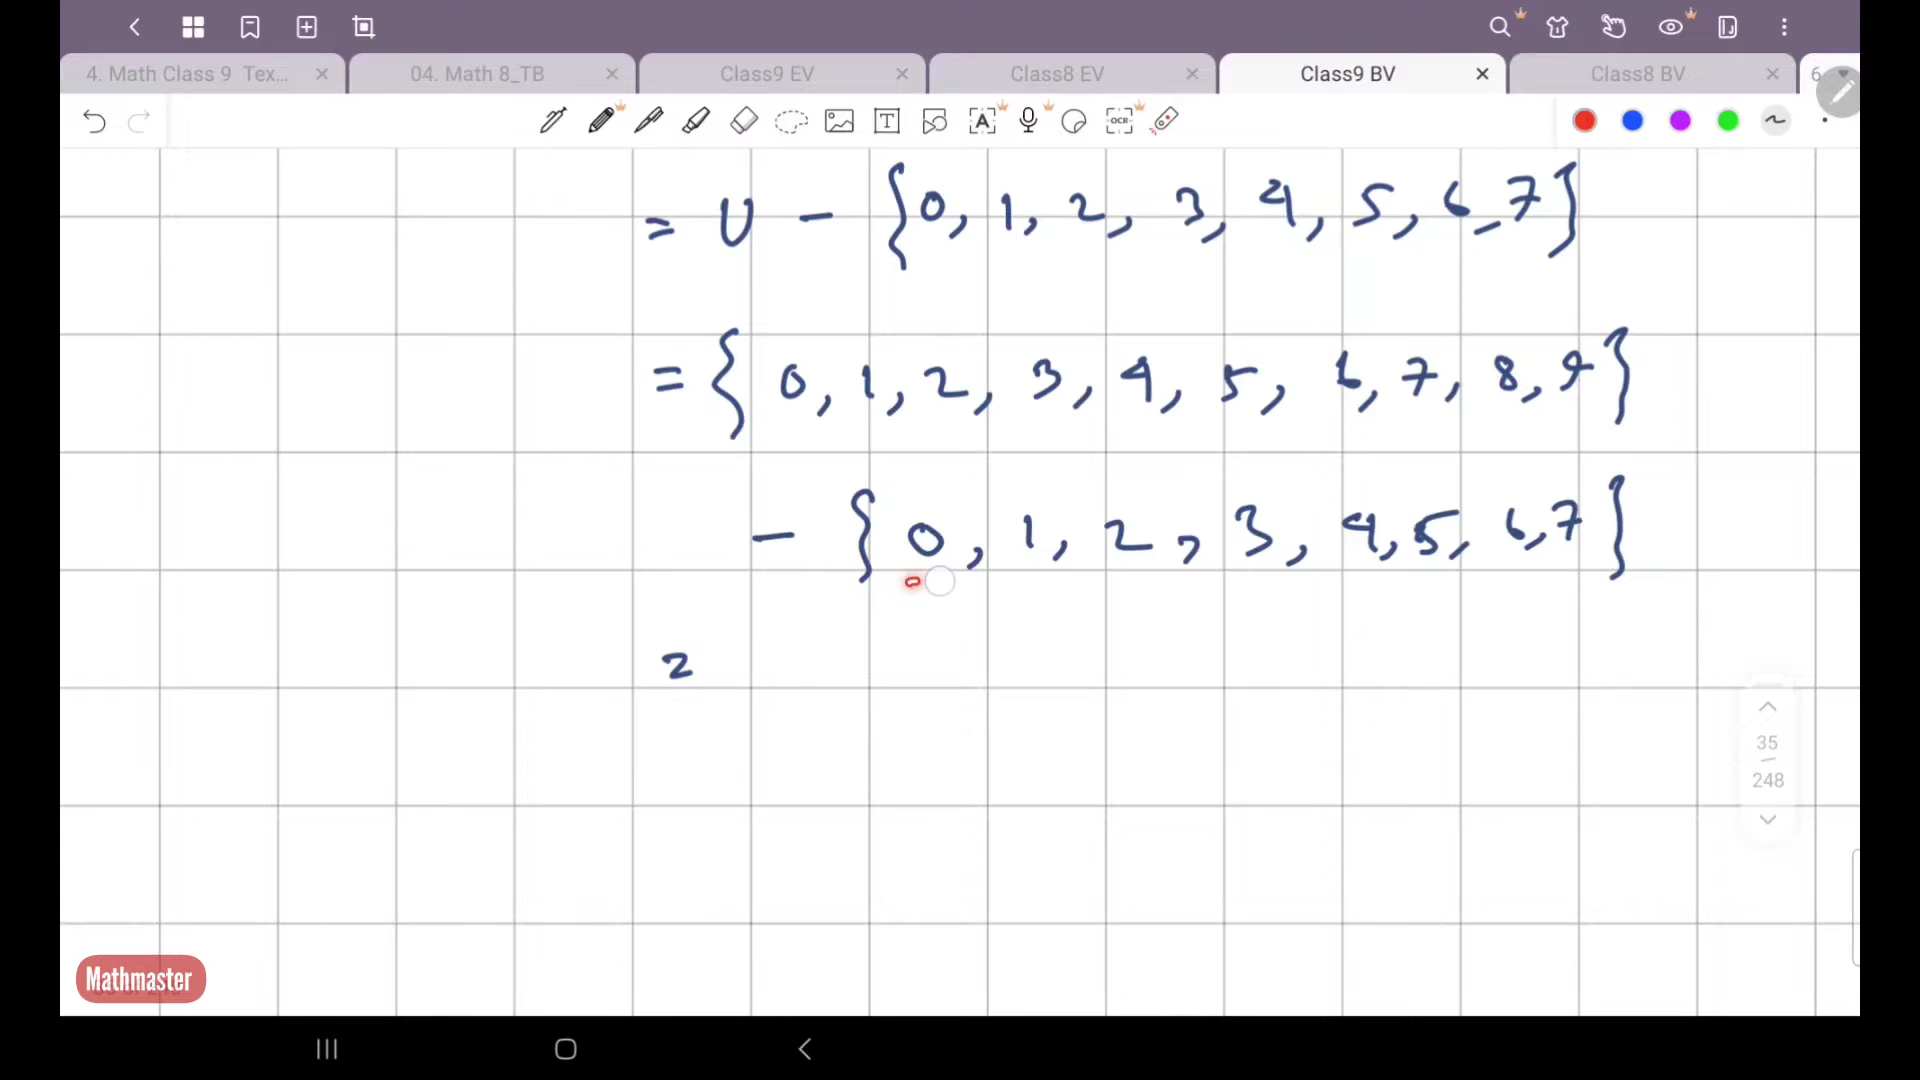 4. Math Class 9 Tex...
04. Math 8_TB
Class9 EV
Class8 EV
Class9 BV
Class8 BV
6
T
A
OCR
= U - {0, 1, 2, 3, 4, 5, 6, 7}
= {0, 1, 2, 3, 4, 5, 6, 7, 8, 9}
- {0, 1, 2, 3, 4, 5, 6, 7}
=
35
248
Mathmaster